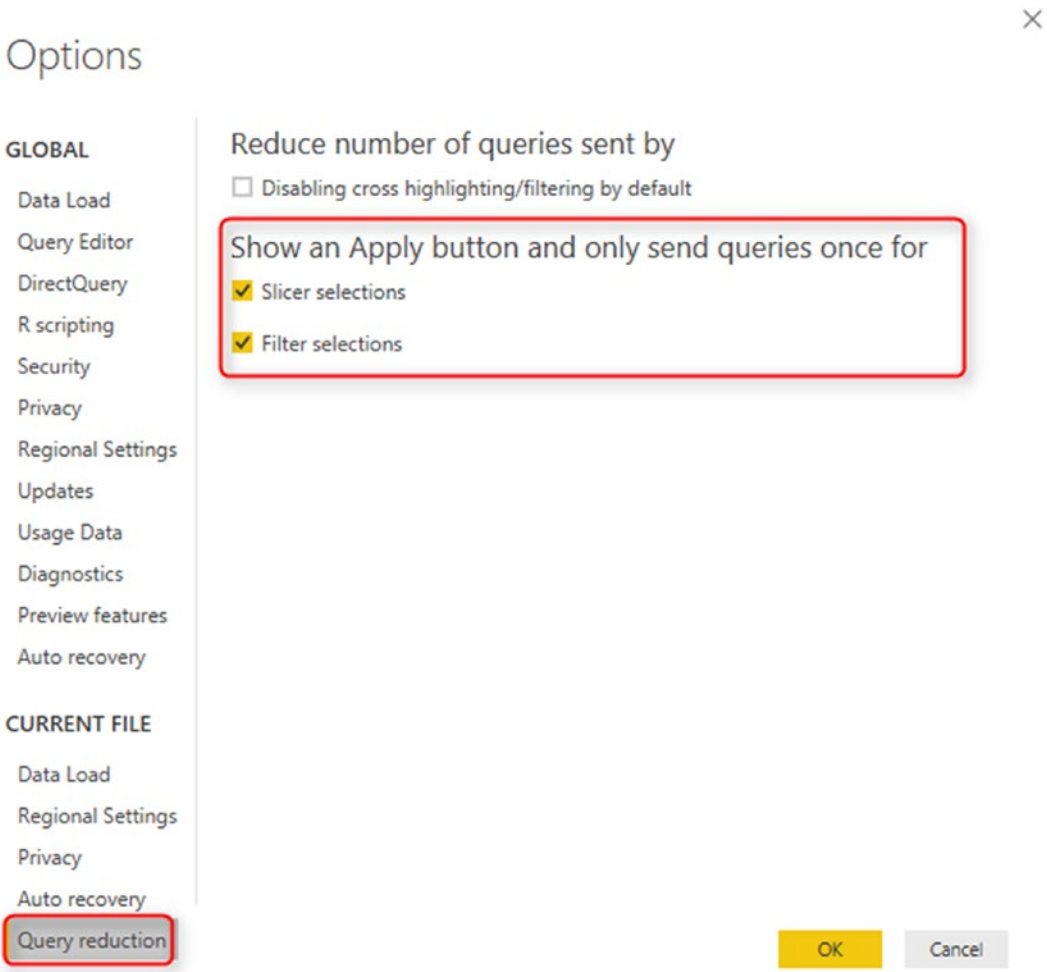 Options
GLOBAL
Data Load
Query Editor
DirectQuery
R scripting
Security
Privacy
Regional Settings
Updates
Usage Data
Diagnostics
Preview features
Auto recovery
CURRENT FILE
Data Load
Regional Settings
Privacy
Auto recovery
Query reduction
Reduce number of queries sent by
Disabling cross highlighting/filtering by default
Show an Apply button and only send queries once for
Slicer selections
Filter selections
OK
Cancel